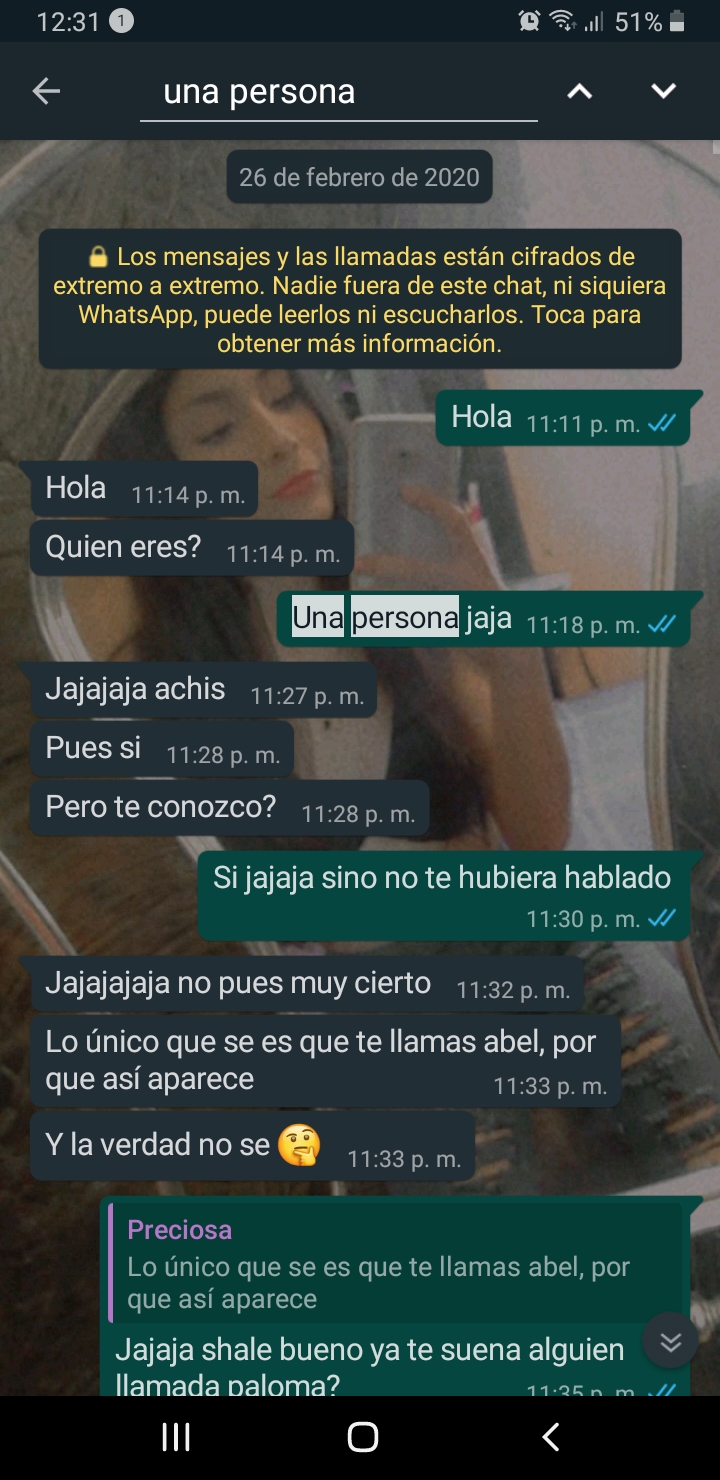 12:31 1 51%
una persona
26 de febrero de 2020
Los mensajes y las llamadas están cifrados de
extremo a extremo. Nadie fuera de este chat, ni siquiera
WhatsApp, puede leerlos ni escucharlos. Toca para
obtener más información.
Hola 11:11 p. m.
Hola 11:14 p. m.
Quien eres? 11:14 p. m.
Una persona jaja 11:18 p. m.
Jajajaja achis 11:27 p. m.
Pues si 11:28 p. m.
Pero te conozco? 11:28 p. m.
Si jajaja sino no te hubiera hablado
11:30 p. m.
Jajajajaja no pues muy cierto 11:32 p. m.
Lo único que se es que te llamas abel, por
que así aparece 11:33 p. m.
Y la verdad no se 🤔 11:33 p. m.
Preciosa
Lo único que se es que te llamas abel, por
que así aparece
Jajaja shale bueno ya te suena alguien
llamada paloma? 11:35 p. m.